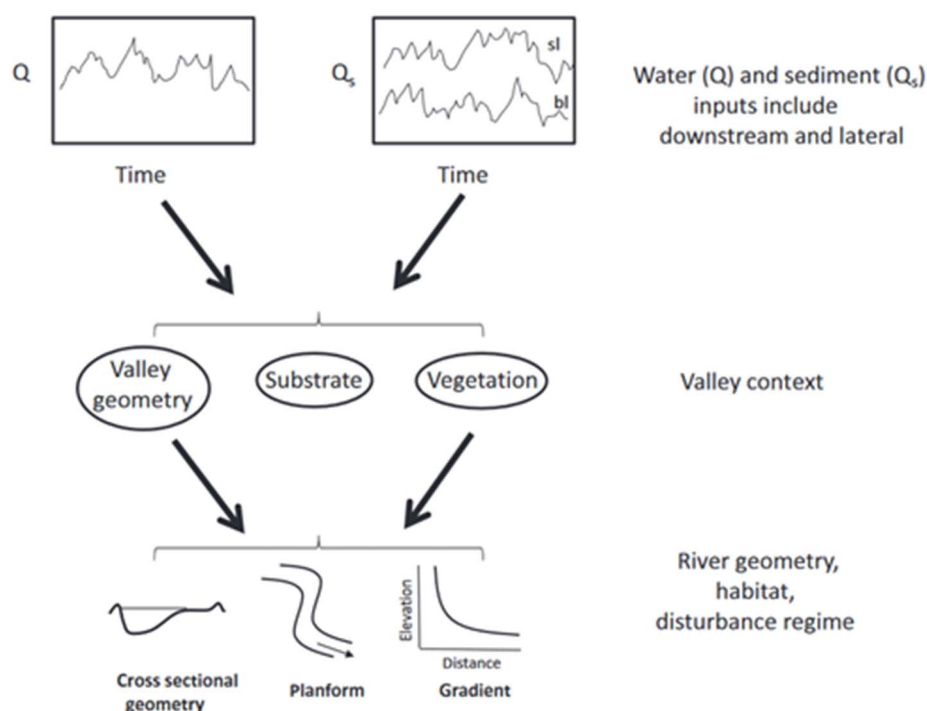 Q
Qs
sl
bl
Time
Time
Water (Q) and sediment (Qs)
inputs include
downstream and lateral
Valley
geometry
Substrate
Vegetation
Valley context
Elevation
Distance
Cross sectional
geometry
Planform
Gradient
River geometry,
habitat,
disturbance regime